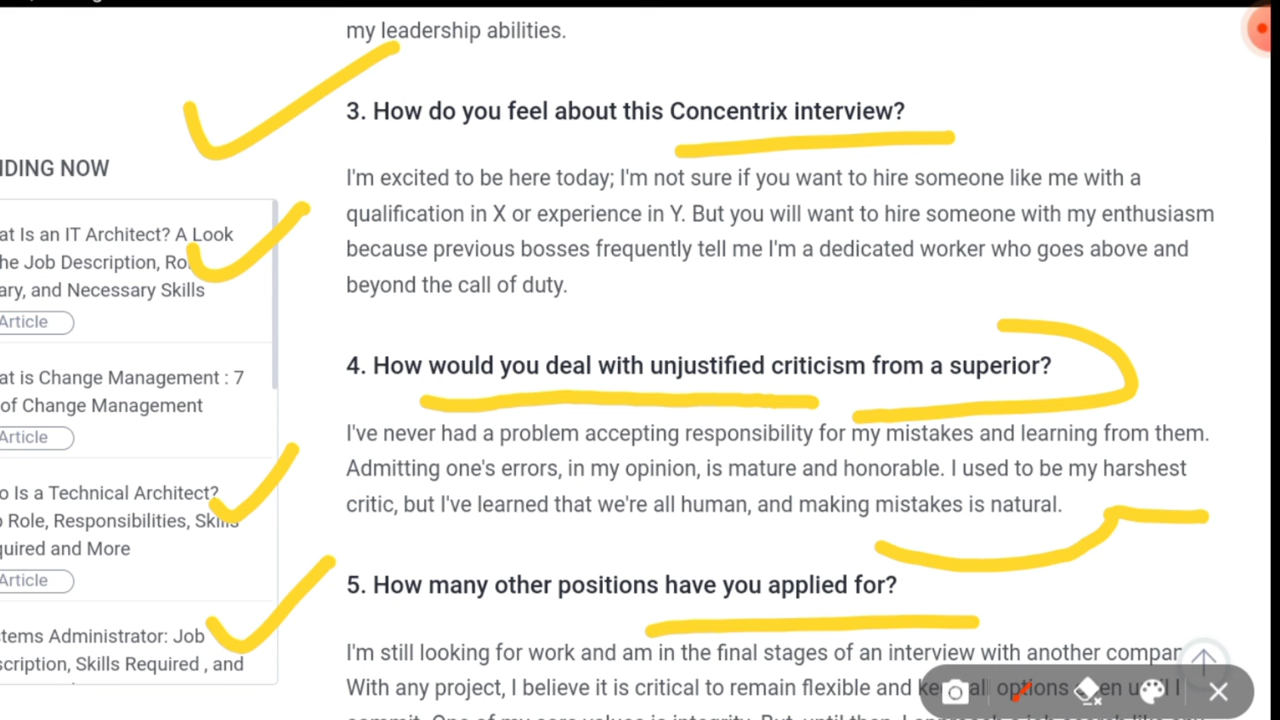 my leadership abilities.
3. How do you feel about this Concentrix interview?
I'm excited to be here today; I'm not sure if you want to hire someone like me with a
qualification in X or experience in Y. But you will want to hire someone with my enthusiasm
because previous bosses frequently tell me I'm a dedicated worker who goes above and
beyond the call of duty.
4. How would you deal with unjustified criticism from a superior?
I've never had a problem accepting responsibility for my mistakes and learning from them.
Admitting one's errors, in my opinion, is mature and honorable. I used to be my harshest
critic, but I've learned that we're all human, and making mistakes is natural.
5. How many other positions have you applied for?
I'm still looking for work and am in the final stages of an interview with another
With any project, I believe it is critical to remain flexible and all options
NDING NOW
at Is an IT Architect? A Look
he Job Description,
ary, and Necessary Skills
Article
at is Change Management : 7
of Change Management
Article
o Is a Technical Architect?
Role, Responsibilities, Skills
quired and More
Article
tems Administrator: Job
scription, Skills Required , and